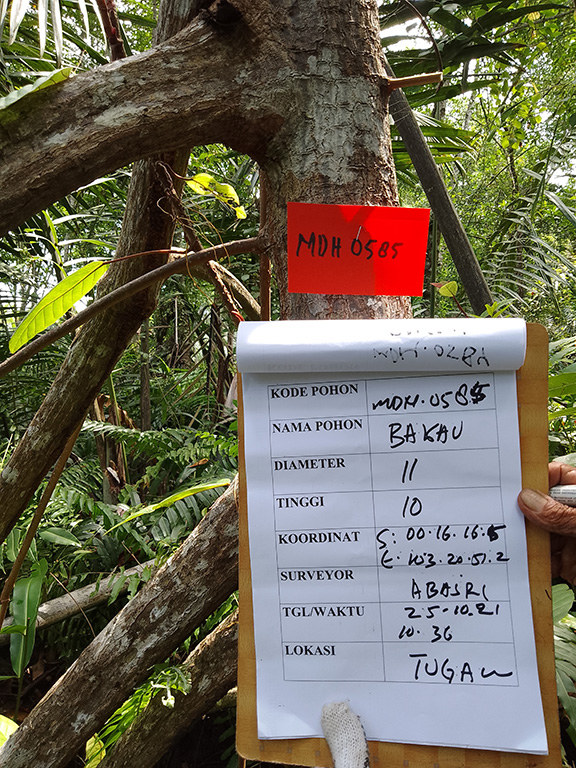 MDH 0585
KODE POHON MDH.0585
NAMA POHON BAKAU
DIAMETER 11
TINGGI 10
KOORDINAT S: 00.16.16.5
E: 103.20.51.2
SURVEYOR ABASRI
TGL/WAKTU 25-10.21
10.36
LOKASI TUGAU